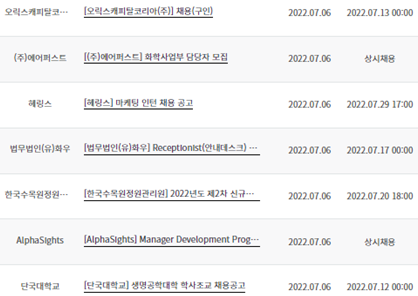 오릭스캐피탈코··· [오릭스캐피탈코리아(주)] 채용(구인) 2022.07.06 2022.07.13 00:00
(주)에어퍼스트 [(주)에어퍼스트] 화학사업부 담당자 모집 2022.07.06 상시채용
헤링스 [헤링스] 마케팅 인턴 채용 공고 2022.07.06 2022.07.29 17:00
법무법인(유)화우 [법무법인(유)화우] Receptionist(안내데스크) ··· 2022.07.06 2022.07.17 00:00
한국수목원정원··· [한국수목원정원관리원] 2022년도 제2차 신규··· 2022.07.06 2022.07.20 18:00
AlphaSights [AlphaSights] Manager Development Prog··· 2022.07.06 상시채용
단국대학교 [단국대학교] 생명공학대학 학사조교 채용공고 2022.07.06 2022.07.12 00:00